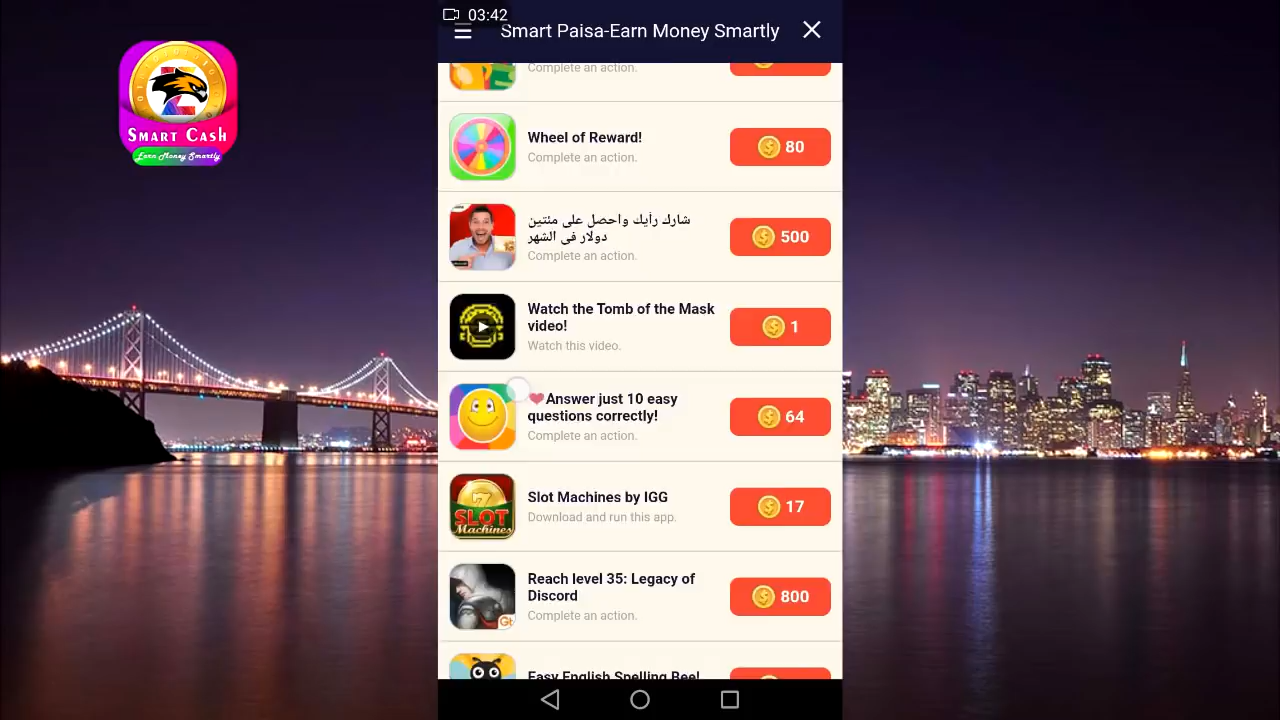 03:42
Smart Paisa-Earn Money Smartly
SMART CASH
Earn Money Smartly
Complete an action.
Wheel of Reward!
Complete an action.
80
شارك رأيك واحصل على مئتين
دولار في الشهر
Complete an action.
500
Watch the Tomb of the Mask
video!
Watch this video.
1
❤Answer just 10 easy
questions correctly!
Complete an action.
64
7
SLOT
Machines
Slot Machines by IGG
Download and run this app.
17
Reach level 35: Legacy of
Discord
Complete an action.
800
Easy English Spelling Bee!